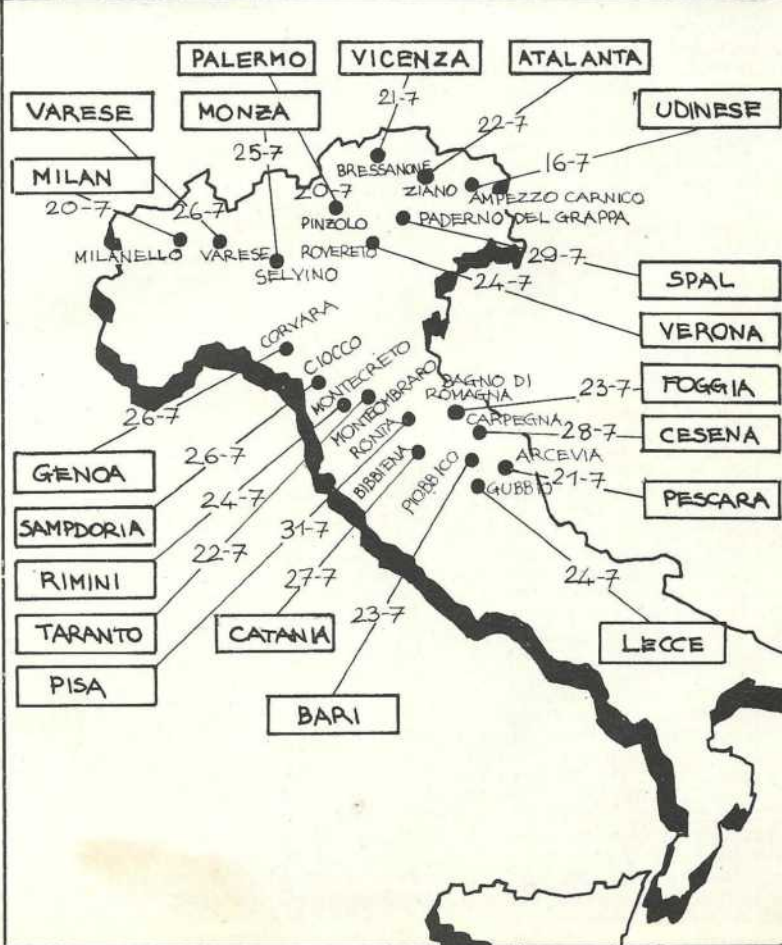 PALERMO
VICENZA
ATALANTA
VARESE
MONZA
UDINESE
MILAN
21-7
22-7
16-7
25-7
20-7
26-7
20-7
BRESSANONE
ZIANO
AMPEZZO CARNICO
PINZOLO
PADERNO DEL GRAPPA
MILANELLO
VARESE
SELVINO
ROVERETO
29-7
24-7
SPAL
VERONA
FOGGIA
CESENA
PESCARA
CORVARA
CIOCCO
MONTECRETO
MONTEOMBRARO
RONTA
BAGNO DI
ROMAGNA
23-7
CARPEGNA
28-7
ARCEVIA
21-7
BIBBIENA
PIOBBICO
GUBBIO
26-7
26-7
24-7
22-7
31-7
27-7
23-7
24-7
GENOA
SAMPDORIA
RIMINI
TARANTO
PISA
CATANIA
BARI
LECCE